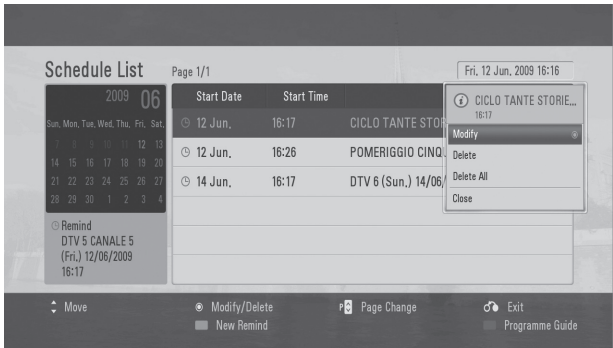 Schedule List
Page 1/1
Fri, 12 Jun, 2009 16:16
2009 06
Sun, Mon, Tue, Wed, Thu, Fri, Sat,
7 8 9 10 11 12 13
14 15 16 17 18 19 20
21 22 23 24 25 26 27
28 29 30 1 2 3 4
Remind
DTV 5 CANALE 5
(Fri.) 12/06/2009
16:17
Start Date Start Time
12 Jun, 16:17 CICLO TANTE STOR
12 Jun, 16:26 POMERIGGIO CINQ
14 Jun, 16:17 DTV 6 (Sun.) 14/06/
CICLO TANTE STORIE...
16:17
Modify
Delete
Delete All
Close
Move
Modify/Delete
P Page Change
Exit
New Remind
Programme Guide